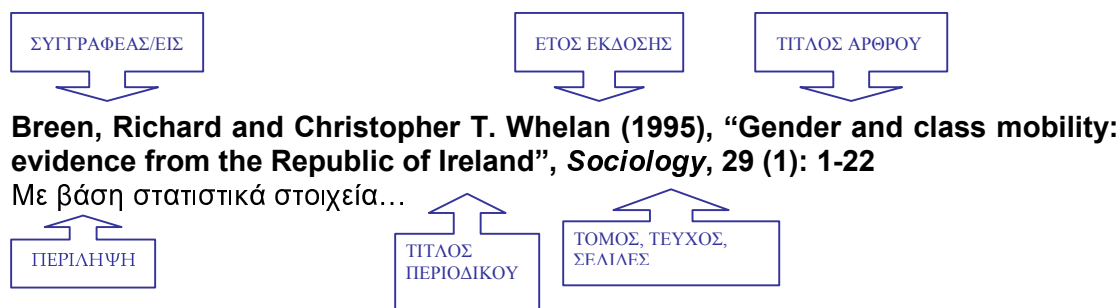 ΣΥΓΓΡΑΦΕΑΣ/ΕΙΣ
ΕΤΟΣ ΕΚΔΟΣΗΣ
ΤΙΤΛΟΣ ΑΡΘΡΟΥ
Breen, Richard and Christopher T. Whelan (1995), “Gender and class mobility:
evidence from the Republic of Ireland”, Sociology, 29 (1): 1-22
Με βάση στατιστικά στοιχεία…
ΠΕΡΙΛΗΨΗ
ΤΙΤΛΟΣ
ΠΕΡΙΟΔΙΚΟΥ
ΤΟΜΟΣ, ΤΕΥΧΟΣ,
ΣΕΛΙΔΕΣ